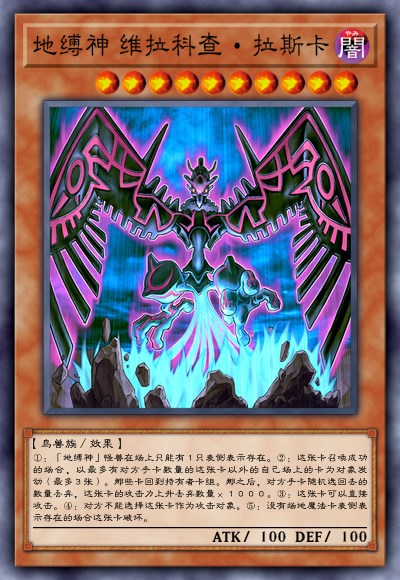 地缚神 维拉科查·拉斯卡
やみ
闇
【鸟兽族/效果】
①：「地缚神」怪兽在场上只能有1只表侧表示存在。②：这张卡召唤成功
的场合，以最多有对方手卡数量的这张卡以外的自己场上的卡为对象发
动（最多3张）。那些卡回到持有者卡组。那之后，对方手卡随机选回去的
数量丢弃，这张卡的攻击力上升丢弃数量×1000。③：这张卡可以直接
攻击。④：对方不能选择这张卡作为攻击对象。⑤：没有场地魔法卡表侧表
示存在的场合这张卡破坏。
ATK/ 100 DEF/ 100